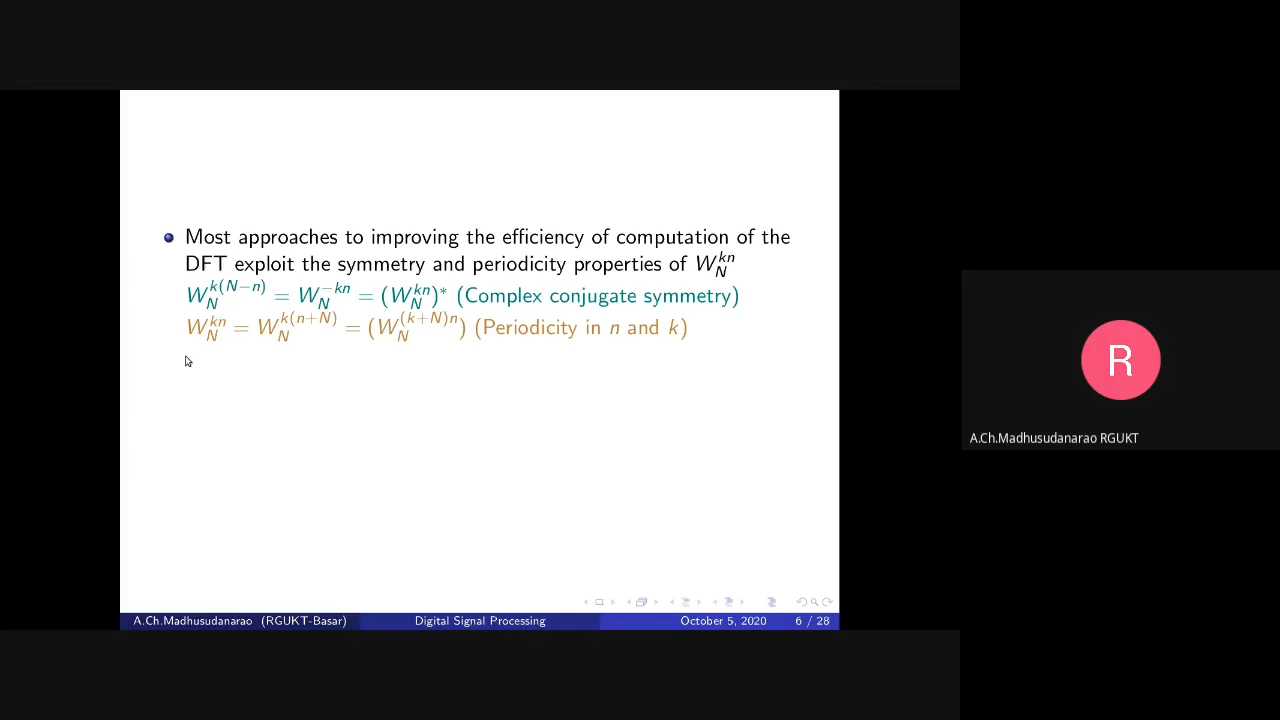 Most approaches to improving the efficiency of computation of the
DFT exploit the symmetry and periodicity properties of $W_N^{kn}$
$W_N^{k(N-n)} = W_N^{-kn} = (W_N^{kn})^*$ (Complex conjugate symmetry)
$W_N^{kn} = W_N^{k(n+N)} = (W_N^{(k+N)n})$ (Periodicity in n and k)
R
A.Ch.Madhusudanarao RGUKT
A.Ch.Madhusudanarao (RGUKT-Basar) Digital Signal Processing October 5, 2020 6 / 28